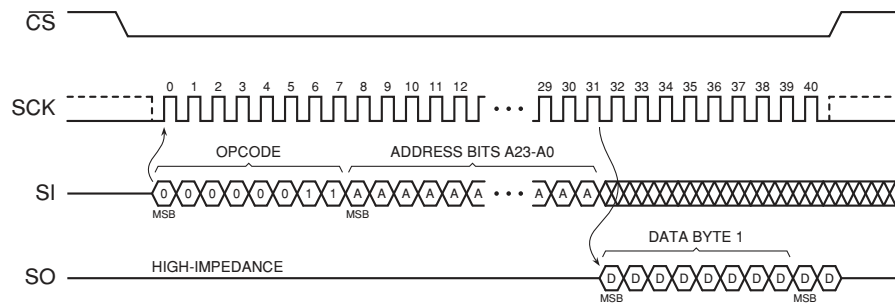 CS
SCK
0 1 2 3 4 5 6 7 8 9 10 11 12 29 30 31 32 33 34 35 36 37 38 39 40
OPCODE ADDRESS BITS A23-A0
SI
0 0 0 0 0 0 1 1 A A A A A A A A A
MSB MSB
DATA BYTE 1
SO
HIGH-IMPEDANCE
D D D D D D D D D D
MSB MSB